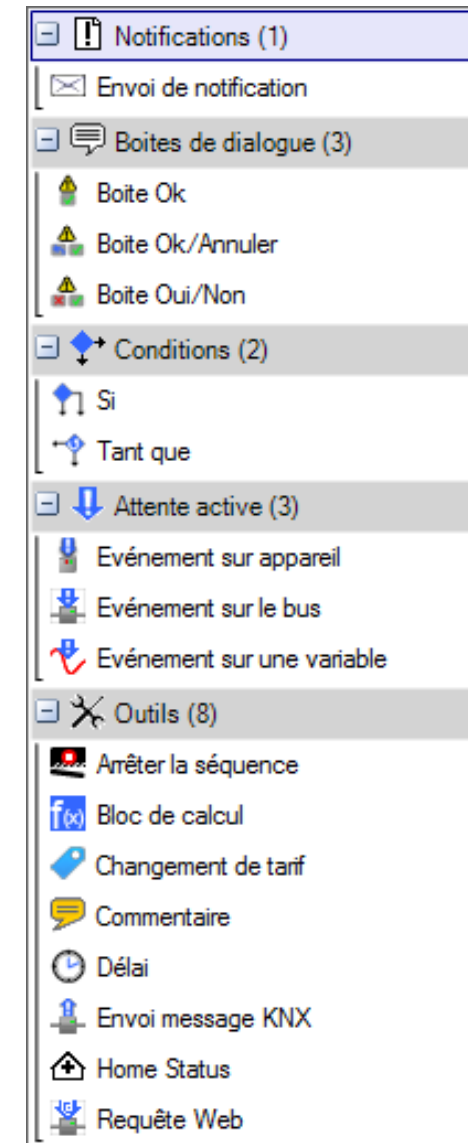 Notifications (1)
Envoi de notification
Boites de dialogue (3)
Boite Ok
Boite Ok/Annuler
Boite Oui/Non
Conditions (2)
Si
Tant que
Attente active (3)
Evénement sur appareil
Evénement sur le bus
Evénement sur une variable
Outils (8)
Arrêter la séquence
f(x) Bloc de calcul
Changement de tarif
Commentaire
Délai
Envoi message KNX
Home Status
Requête Web